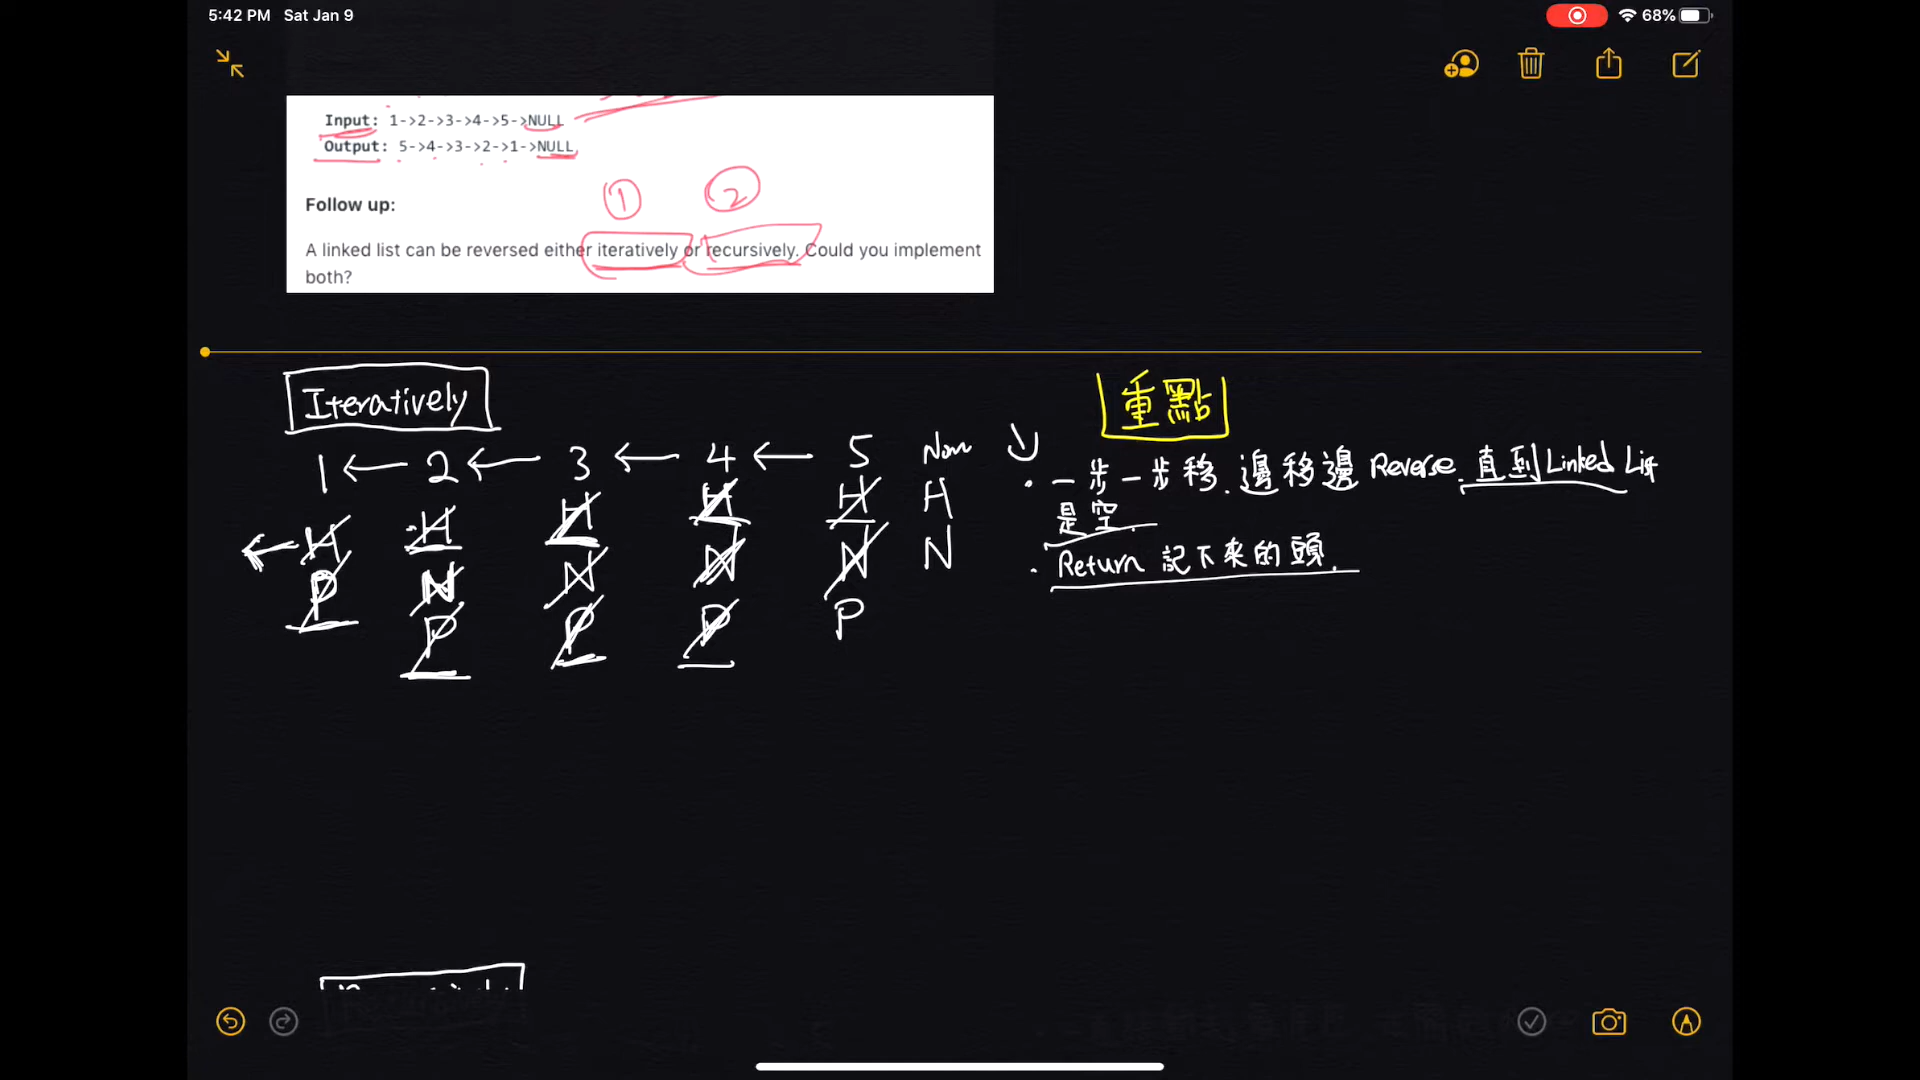 5:42 PM Sat Jan 9
68%
Input: 1->2->3->4->5->NULL
Output: 5->4->3->2->1->NULL
1 2
Follow up:
A linked list can be reversed either iteratively or recursively. Could you implement
both?
Iteratively
1 ← 2 ← 3 ← 4 ← 5
H H H H H H
N N N N N
P P P P P
重點
· 一步一步移. 邊移邊 Reverse. 直到 Linked List
是空.
· Return 記下來的頭.